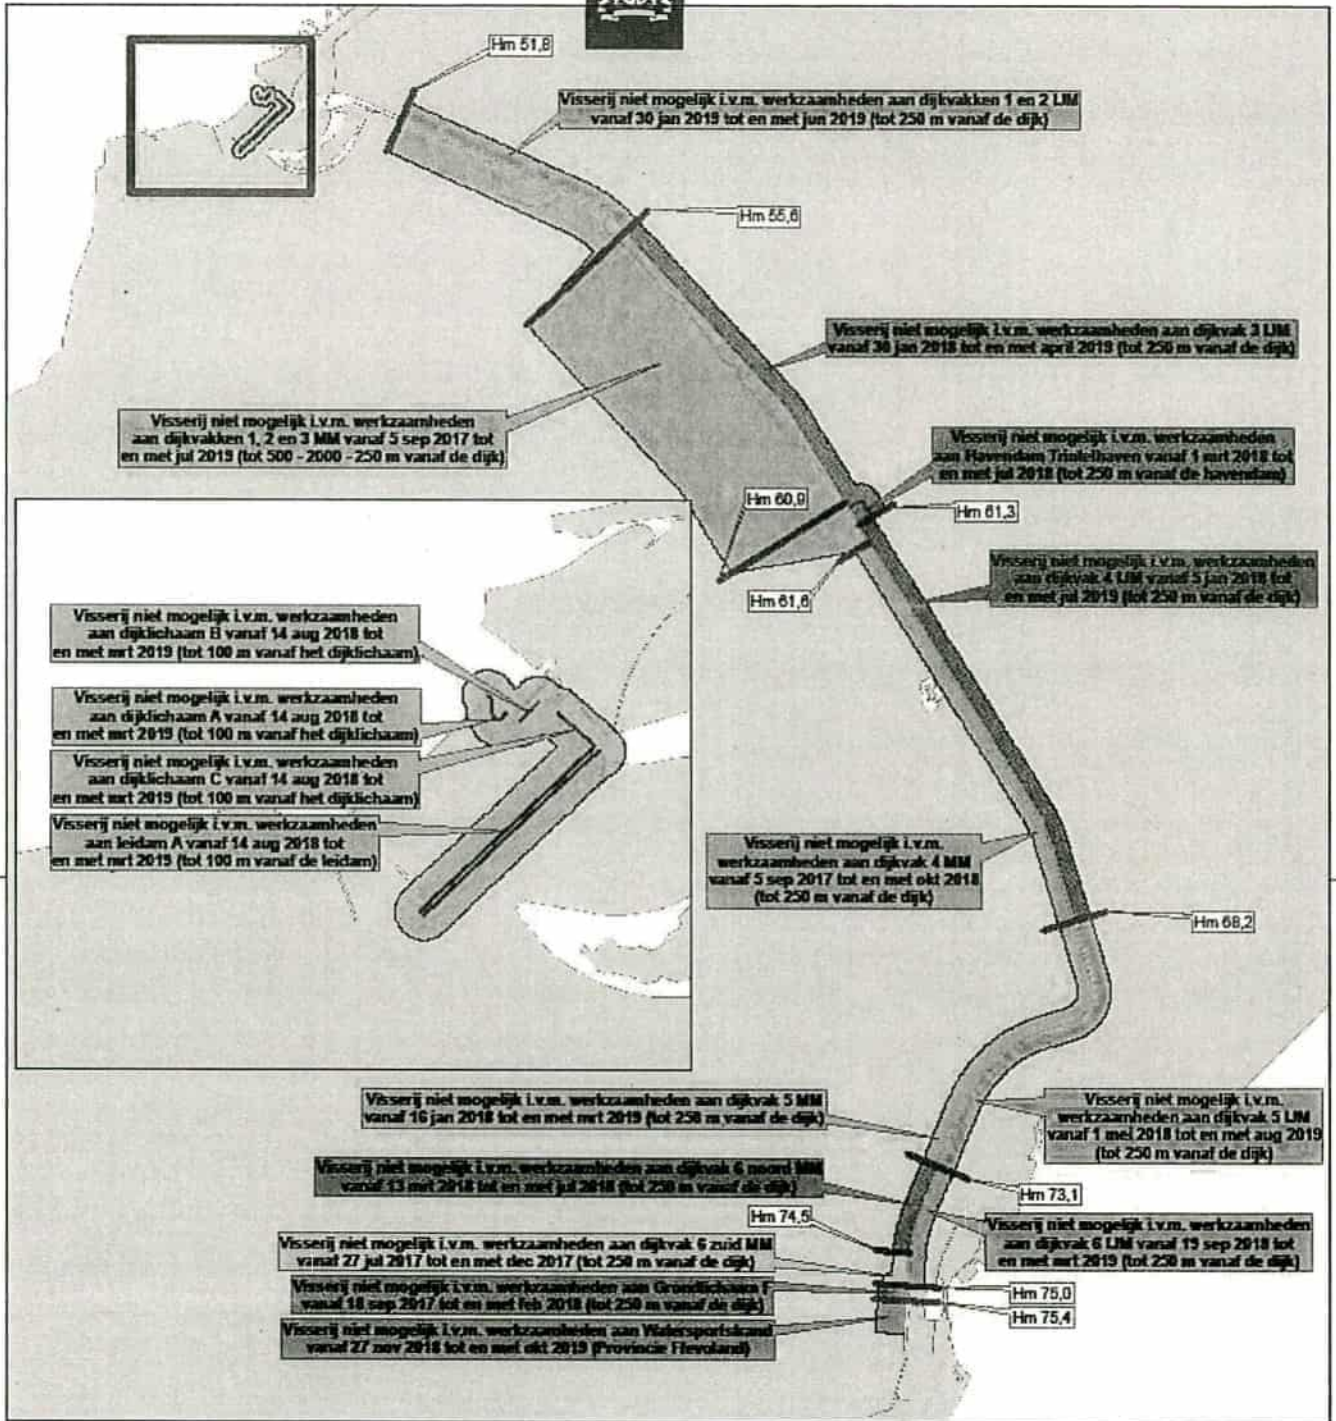 Hm 51,8
Visserij niet mogelijk i.v.m. werkzaamheden aan dijkvakken 1 en 2 IJM
vanaf 30 jan 2019 tot en met jun 2019 (tot 250 m vanaf de dijk)
Hm 55,6
Visserij niet mogelijk i.v.m. werkzaamheden aan dijkvak 3 IJM
vanaf 30 jan 2018 tot en met april 2019 (tot 250 m vanaf de dijk)
Visserij niet mogelijk i.v.m. werkzaamheden
aan dijkvakken 1, 2 en 3 MM vanaf 5 sep 2017 tot
en met jul 2019 (tot 500 - 2000 - 250 m vanaf de dijk)
Visserij niet mogelijk i.v.m. werkzaamheden
aan Havendam Trintelhaven vanaf 1 mrt 2018 tot
en met jul 2018 (tot 250 m vanaf de havendam)
Hm 60,9
Hm 61,3
Visserij niet mogelijk i.v.m. werkzaamheden
aan dijkvak 4 IJM vanaf 5 jan 2018 tot
en met jul 2019 (tot 250 m vanaf de dijk)
Hm 61,6
Visserij niet mogelijk i.v.m. werkzaamheden
aan dijklichaam B vanaf 14 aug 2018 tot
en met mrt 2019 (tot 100 m vanaf het dijklichaam)
Visserij niet mogelijk i.v.m. werkzaamheden
aan dijklichaam A vanaf 14 aug 2018 tot
en met mrt 2019 (tot 100 m vanaf het dijklichaam)
Visserij niet mogelijk i.v.m. werkzaamheden
aan dijklichaam C vanaf 14 aug 2018 tot
en met mrt 2019 (tot 100 m vanaf het dijklichaam)
Visserij niet mogelijk i.v.m. werkzaamheden
aan leidam A vanaf 14 aug 2018 tot
en met mrt 2019 (tot 100 m vanaf de leidam)
Visserij niet mogelijk i.v.m.
werkzaamheden aan dijkvak 4 MM
vanaf 5 sep 2017 tot en met okt 2018
(tot 250 m vanaf de dijk)
Hm 68,2
Visserij niet mogelijk i.v.m. werkzaamheden aan dijkvak 5 MM
vanaf 16 jan 2018 tot en met mrt 2019 (tot 250 m vanaf de dijk)
Visserij niet mogelijk i.v.m.
werkzaamheden aan dijkvak 5 IJM
vanaf 1 mei 2018 tot en met aug 2019
(tot 250 m vanaf de dijk)
Visserij niet mogelijk i.v.m. werkzaamheden aan dijkvak 6 noord MM
vanaf 13 mrt 2018 tot en met jul 2018 (tot 250 m vanaf de dijk)
Hm 73,1
Hm 74,5
Visserij niet mogelijk i.v.m. werkzaamheden
aan dijkvak 6 IJM vanaf 19 sep 2018 tot
en met mrt 2019 (tot 250 m vanaf de dijk)
Visserij niet mogelijk i.v.m. werkzaamheden aan dijkvak 6 zuid MM
vanaf 27 jul 2017 tot en met dec 2017 (tot 250 m vanaf de dijk)
Visserij niet mogelijk i.v.m. werkzaamheden aan Grondlichaam F
vanaf 18 sep 2017 tot en met feb 2018 (tot 250 m vanaf de dijk)
Hm 75,0
Hm 75,4
Visserij niet mogelijk i.v.m. werkzaamheden aan Watersportstrand
vanaf 27 nov 2018 tot en met okt 2019 (Provincie Flevoland)